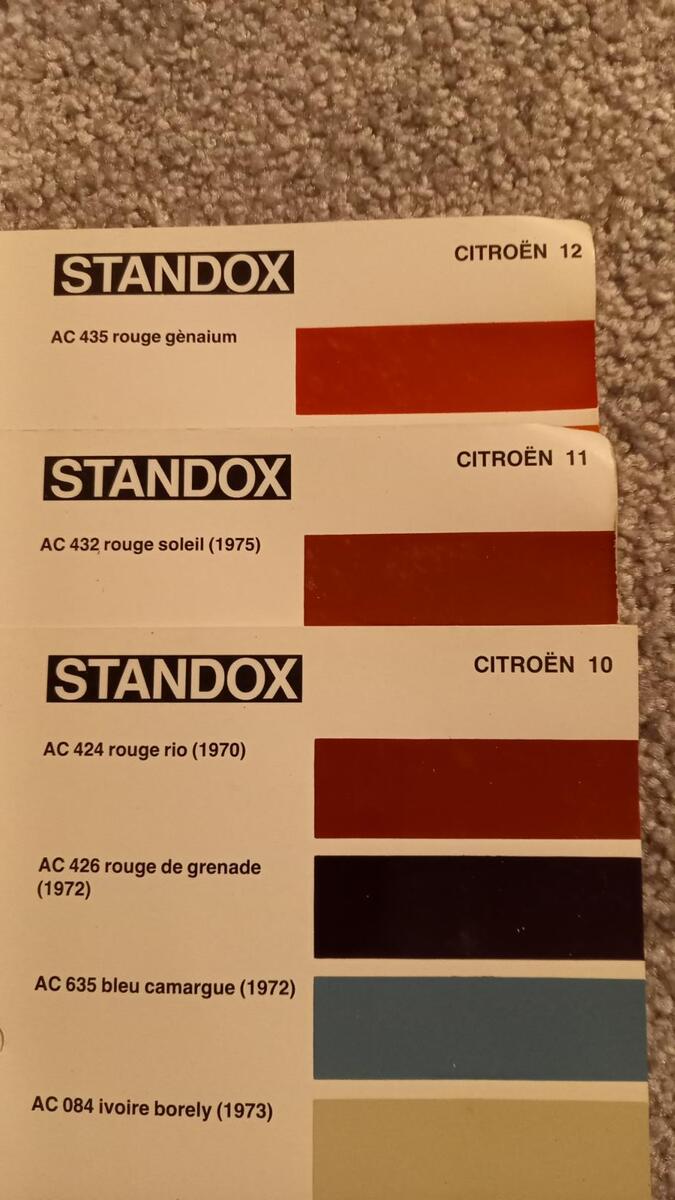 STANDOX
CITROËN 12
AC 435 rouge gènaium
STANDOX
CITROËN 11
AC 432 rouge soleil (1975)
STANDOX
CITROËN 10
AC 424 rouge rio (1970)
AC 426 rouge de grenade
(1972)
AC 635 bleu camargue (1972)
AC 084 ivoire borely (1973)